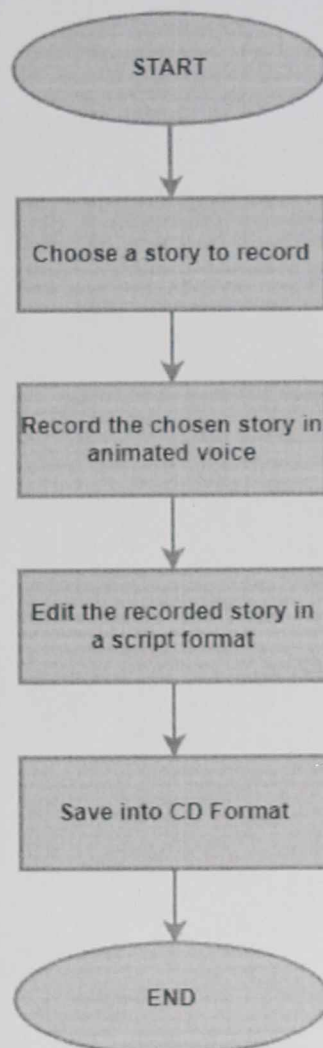 START
Choose a story to record
Record the chosen story in
animated voice
Edit the recorded story in
a script format
Save into CD Format
END